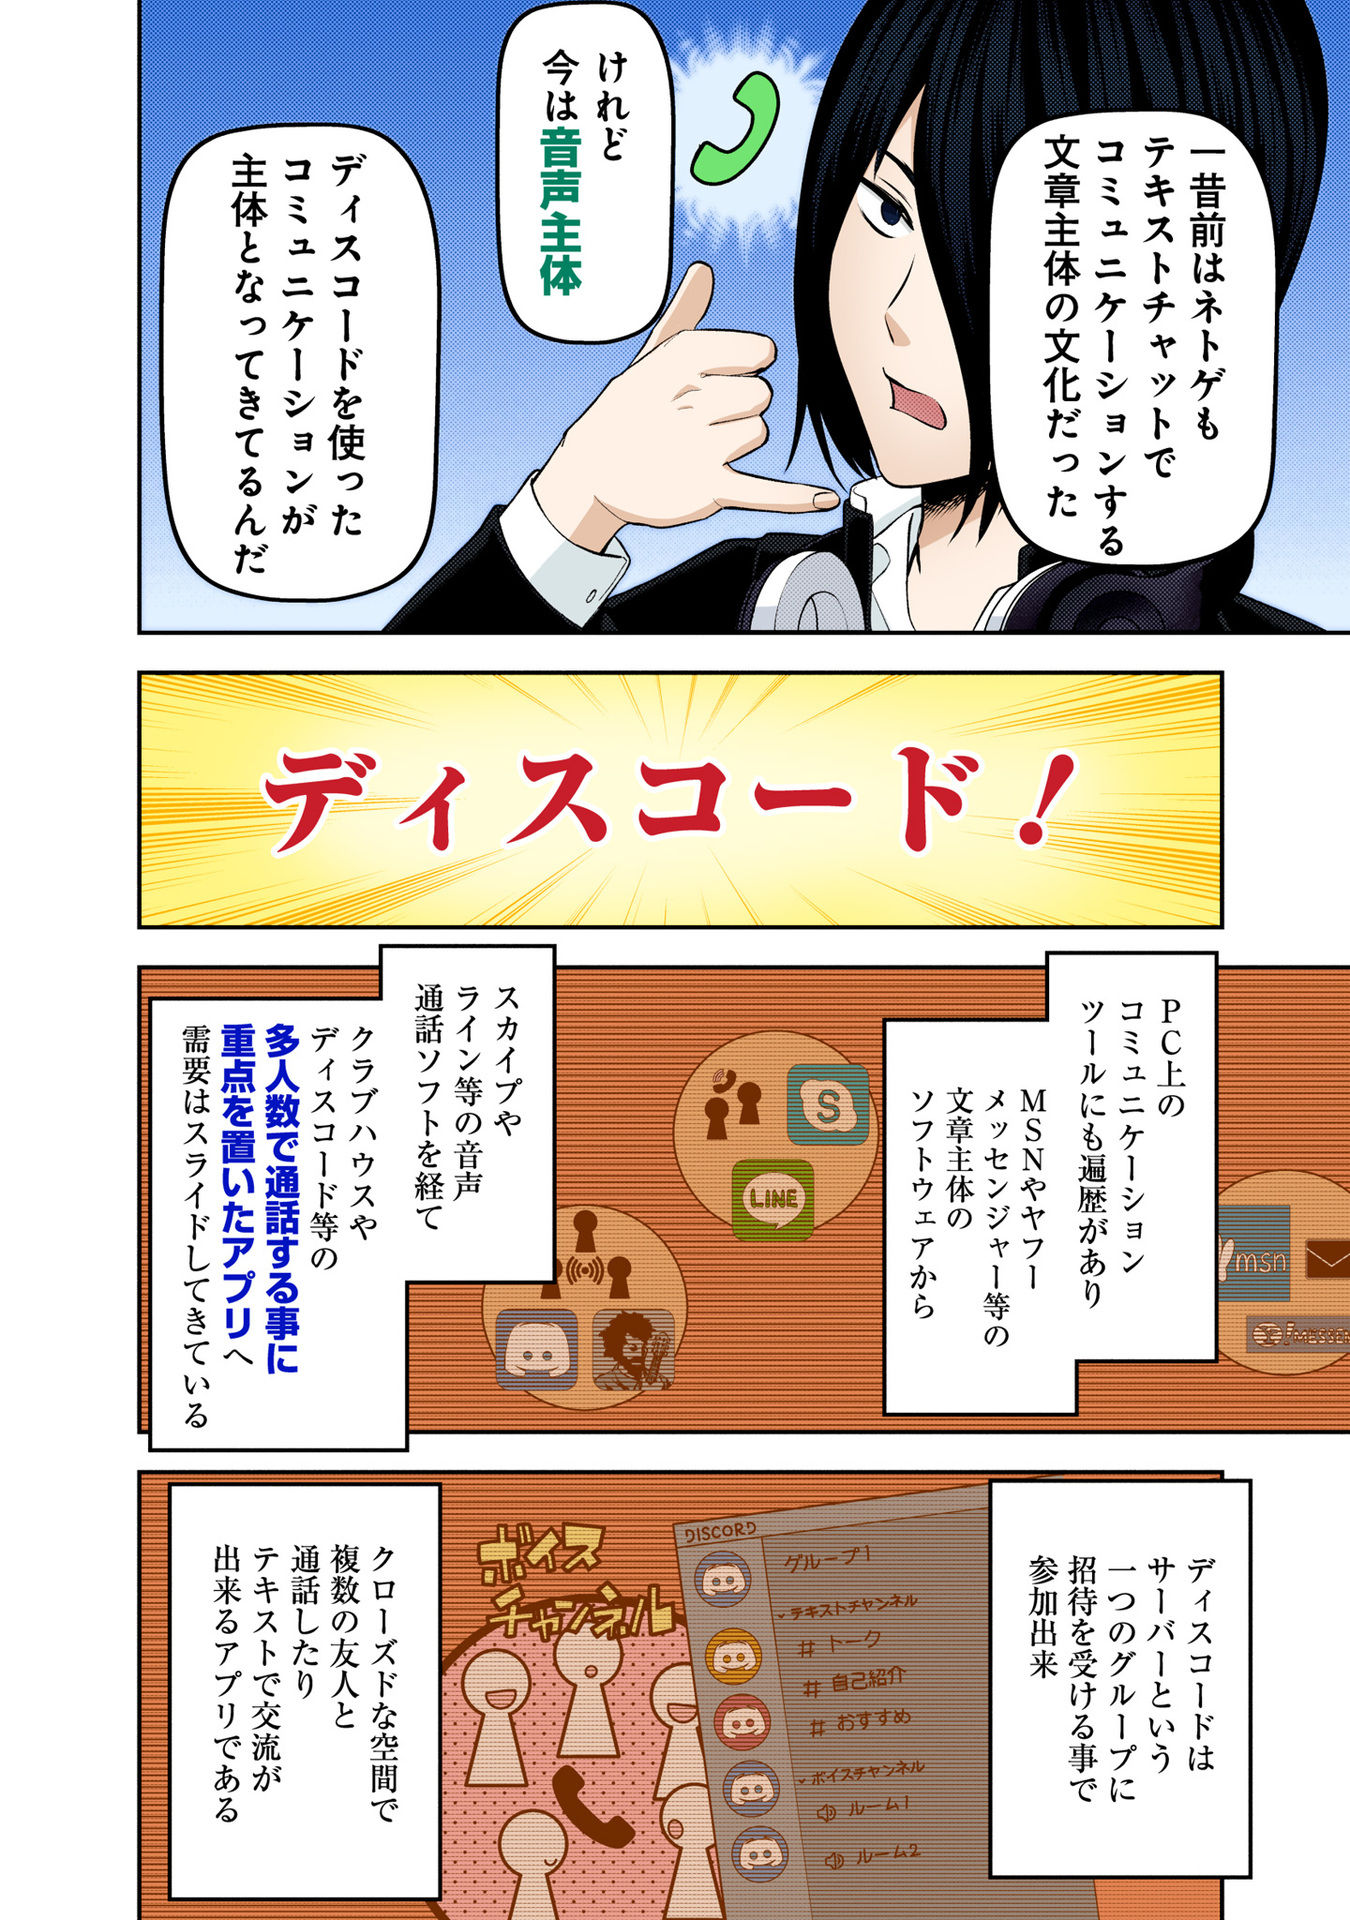 一昔前はネトゲも
テキストチャットで
コミュニケーションする
文章主体の文化だった
けれど
今は音声主体
ディスコードを使った
コミュニケーションが
主体となってきてるんだ
ディスコード！
PC上の
コミュニケーション
ツールにも遍歴があり
MSNやヤフー
メッセンジャー等の
文章主体の
ソフトウェアから
スカイプや
ライン等の音声
通話ソフトを経て
クラブハウスや
ディスコード等の
多人数で通話する事に
重点を置いたアプリへ
需要はスライドしてきている
S
LINE
msn
Y!MESSEN
ディスコードは
サーバーという
一つのグループに
招待を受ける事で
参加出来
DISCORD
グループ1
テキストチャンネル
# トーク
# 自己紹介
# おすすめ
ボイスチャンネル
ルーム1
ルーム2
ボイス
チャンネル
クローズドな空間で
複数の友人と
通話したり
テキストで交流が
出来るアプリである